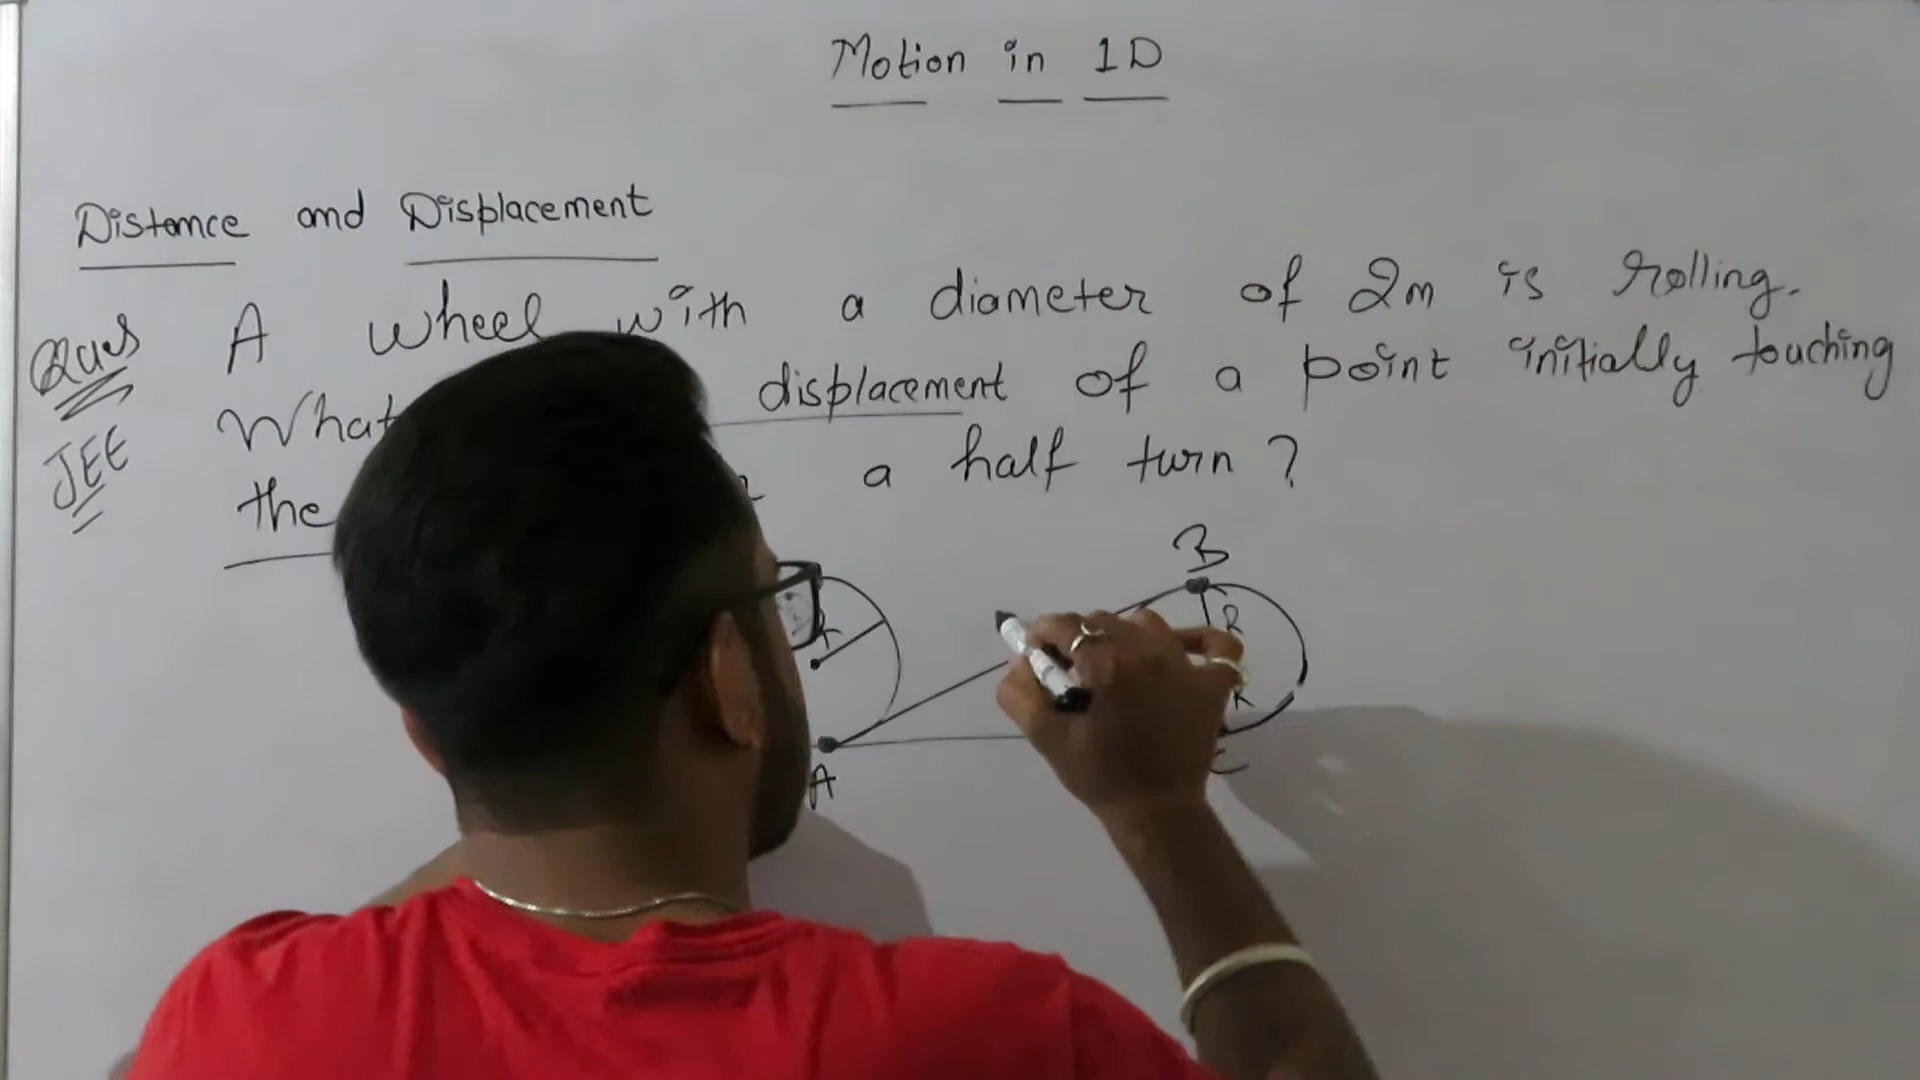 Motion in 1D
Distance and Displacement
Ques A wheel with a diameter of 2m is rolling.
JEE What displacement of a point initially touching
the a half turn ?
B
R
R
A
C